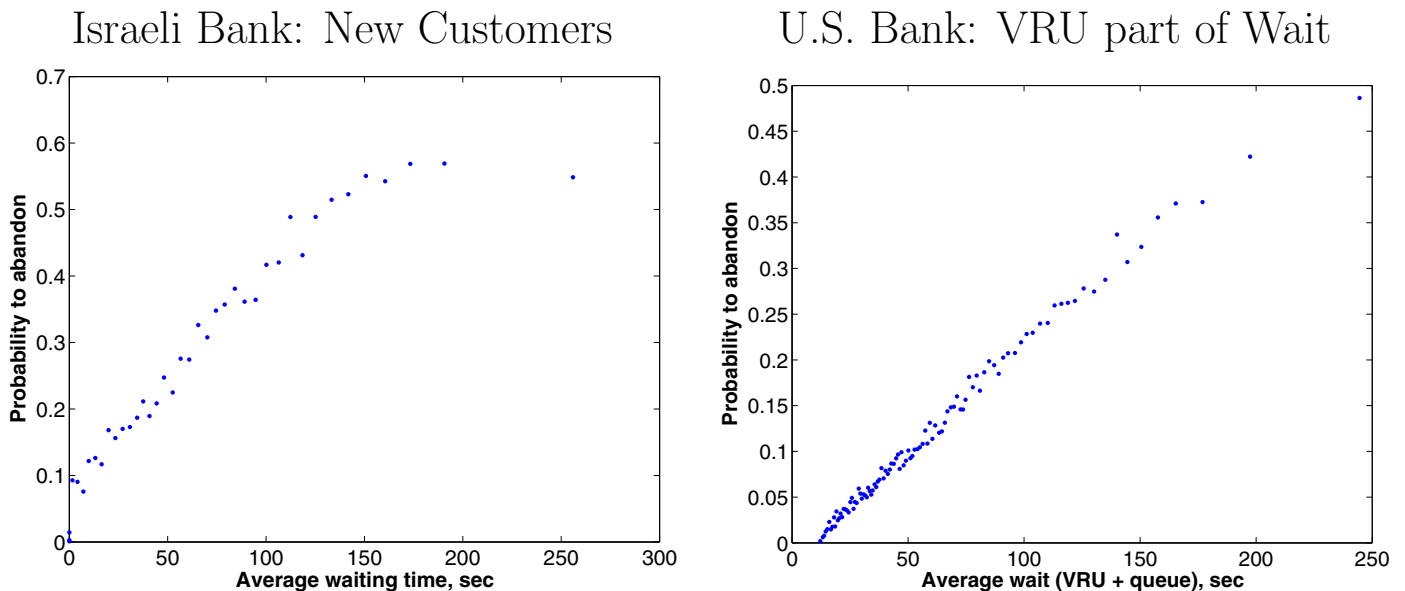 Israeli Bank: New Customers
0.7
0.6
0.5
0.4
0.3
0.2
0.1
0
Probability to abandon
0 50 100 150 200 250 300
Average waiting time, sec
U.S. Bank: VRU part of Wait
0.5
0.45
0.4
0.35
0.3
0.25
0.2
0.15
0.1
0.05
0
Probability to abandon
0 50 100 150 200 250
Average wait (VRU + queue), sec